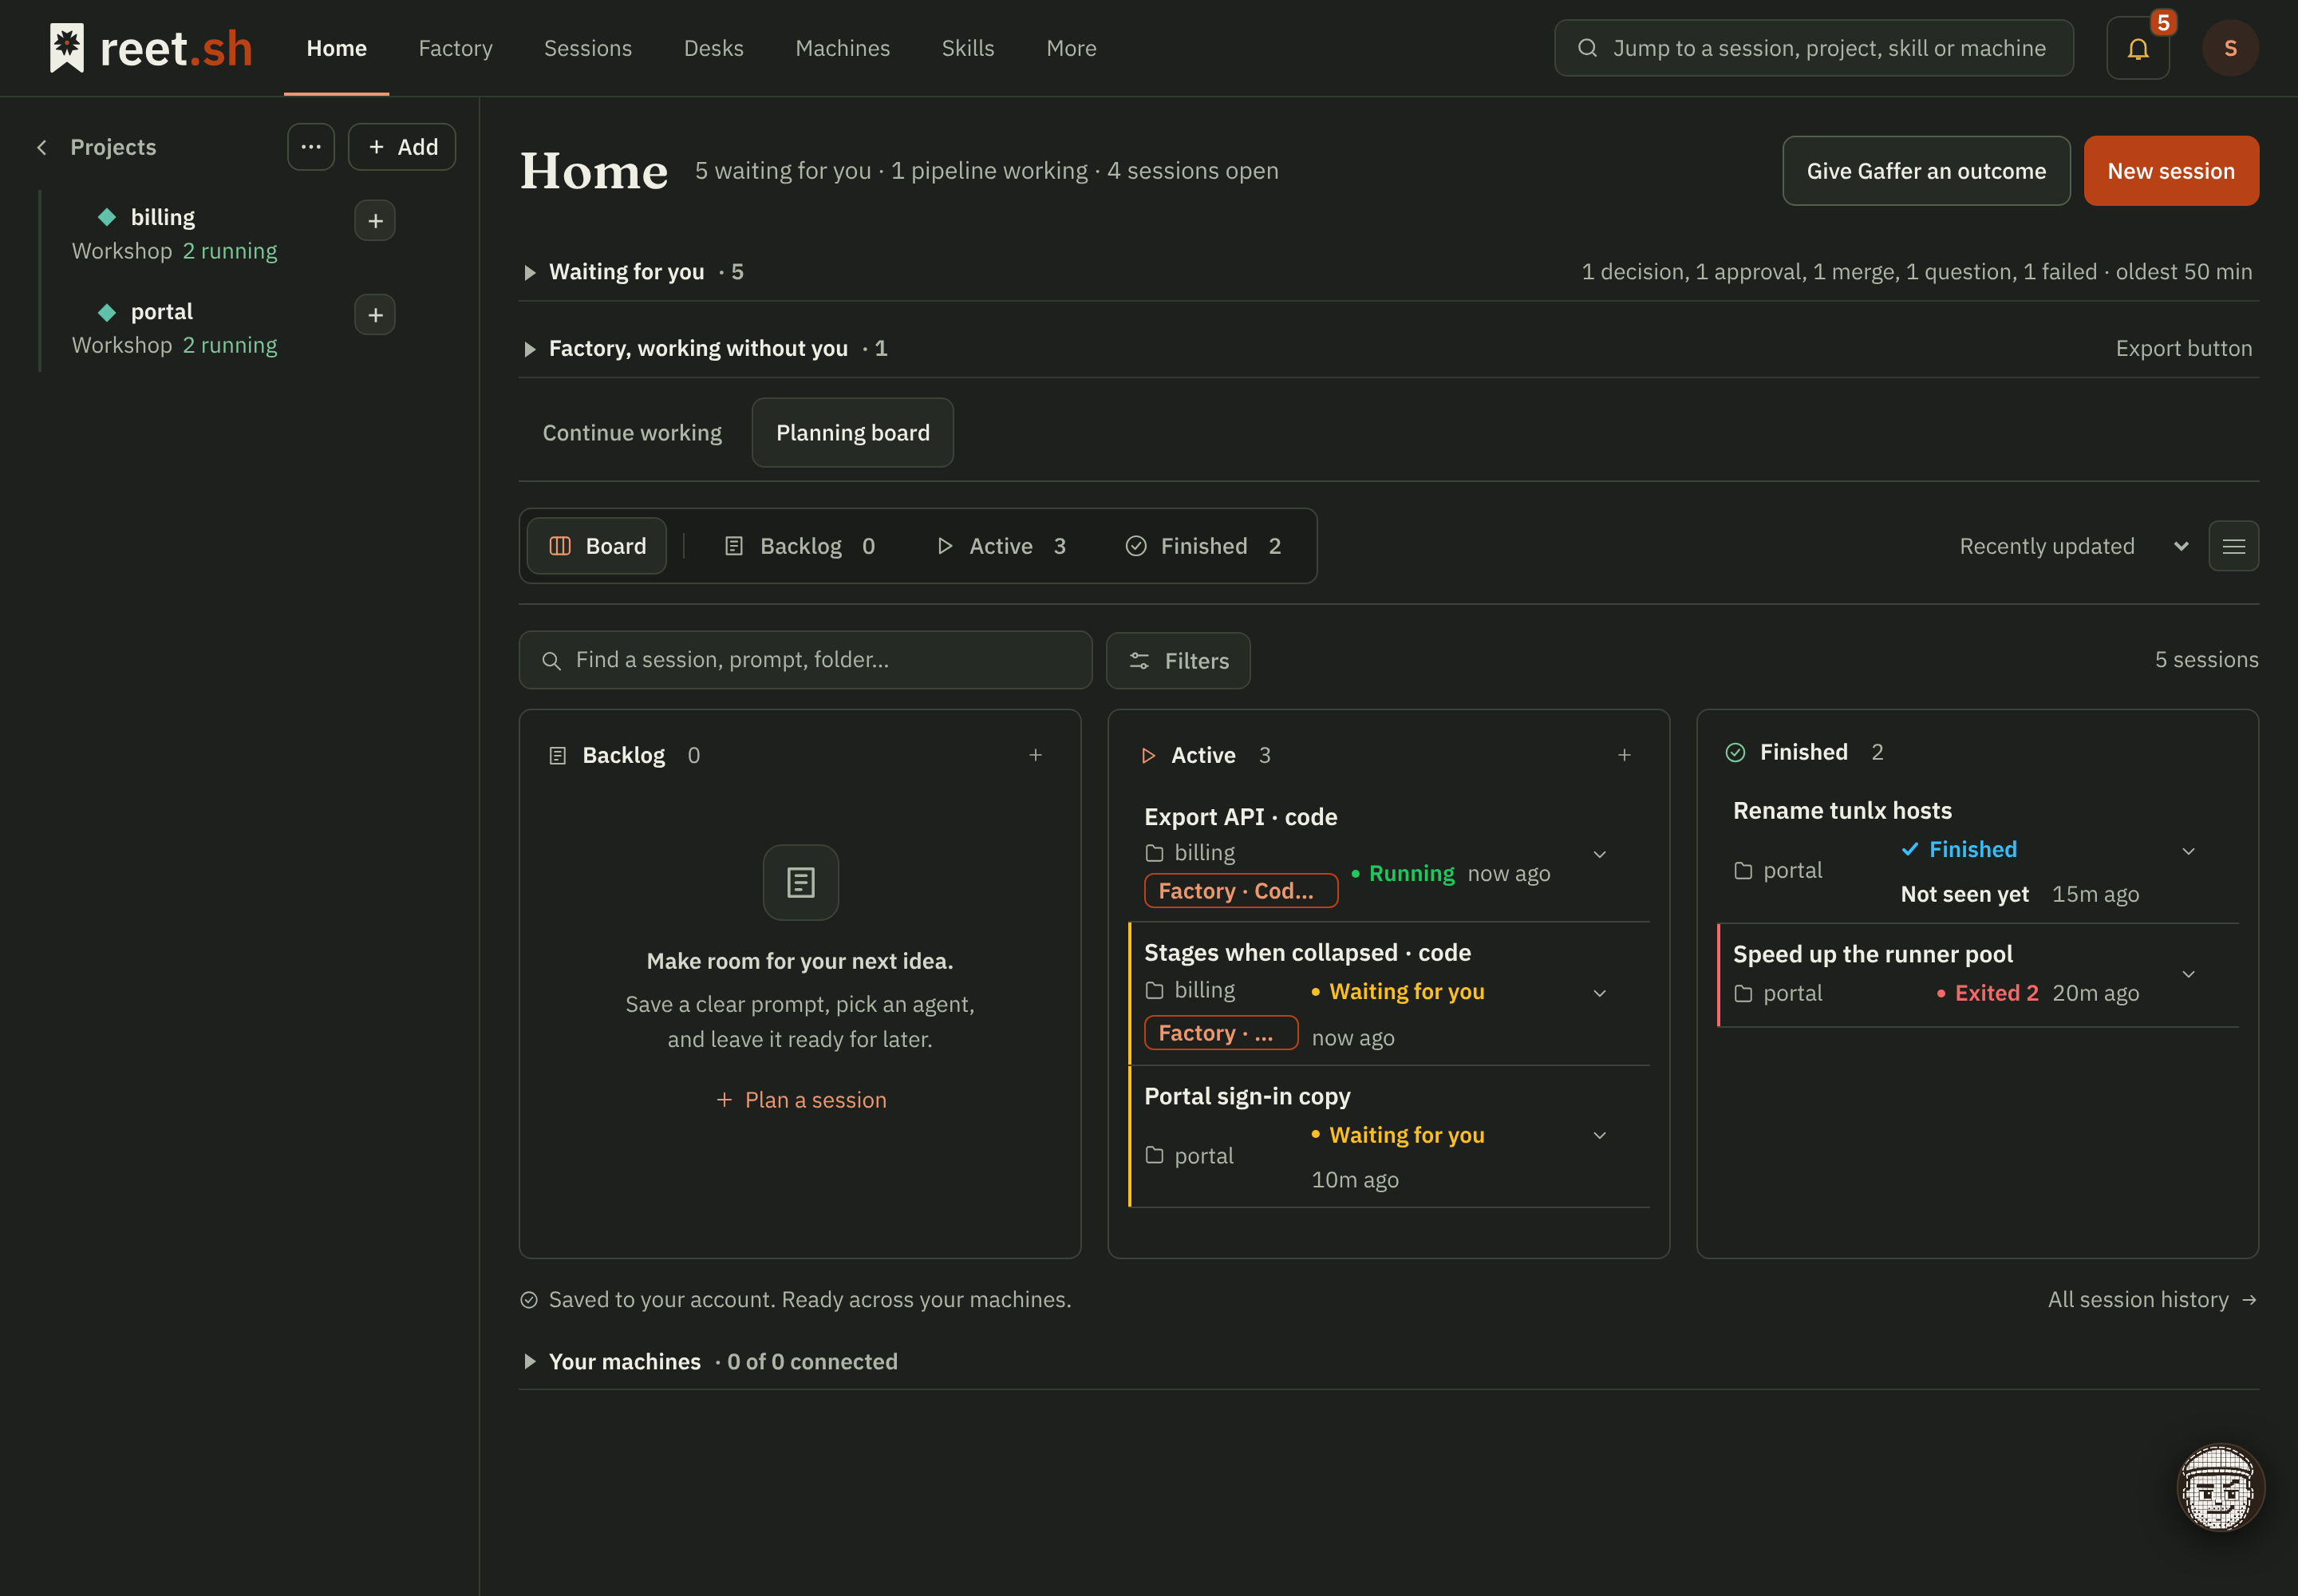 reet.sh
Home Factory Sessions Desks Machines Skills More
Jump to a session, project, skill or machine
5
S
Projects
... + Add
billing
Workshop 2 running
portal
Workshop 2 running
Home 5 waiting for you · 1 pipeline working · 4 sessions open
Give Gaffer an outcome New session
Waiting for you · 5 1 decision, 1 approval, 1 merge, 1 question, 1 failed · oldest 50 min
Factory, working without you · 1 Export button
Continue working Planning board
Board Backlog 0 Active 3 Finished 2 Recently updated
Find a session, prompt, folder... Filters 5 sessions
Backlog 0
Make room for your next idea.
Save a clear prompt, pick an agent,
and leave it ready for later.
+ Plan a session
Active 3
Export API · code
billing
Factory · Cod... Running now ago
Stages when collapsed · code
billing Waiting for you
Factory · ... now ago
Portal sign-in copy
Waiting for you
portal
10m ago
Finished 2
Rename tunlx hosts
Finished
portal
Not seen yet 15m ago
Speed up the runner pool
portal Exited 2 20m ago
Saved to your account. Ready across your machines. All session history →
Your machines · 0 of 0 connected